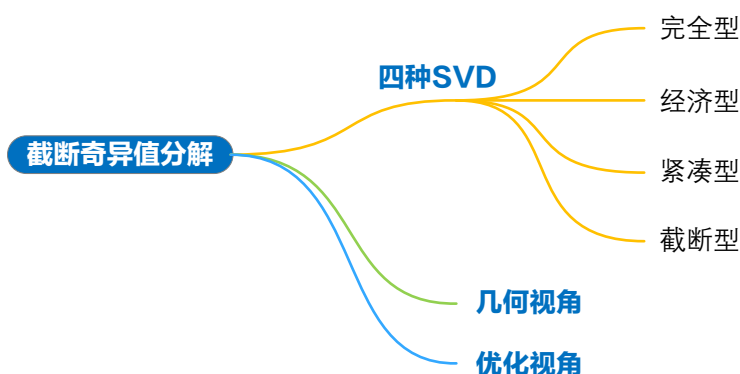 截断奇异值分解
四种SVD
完全型
经济型
紧凑型
截断型
几何视角
优化视角